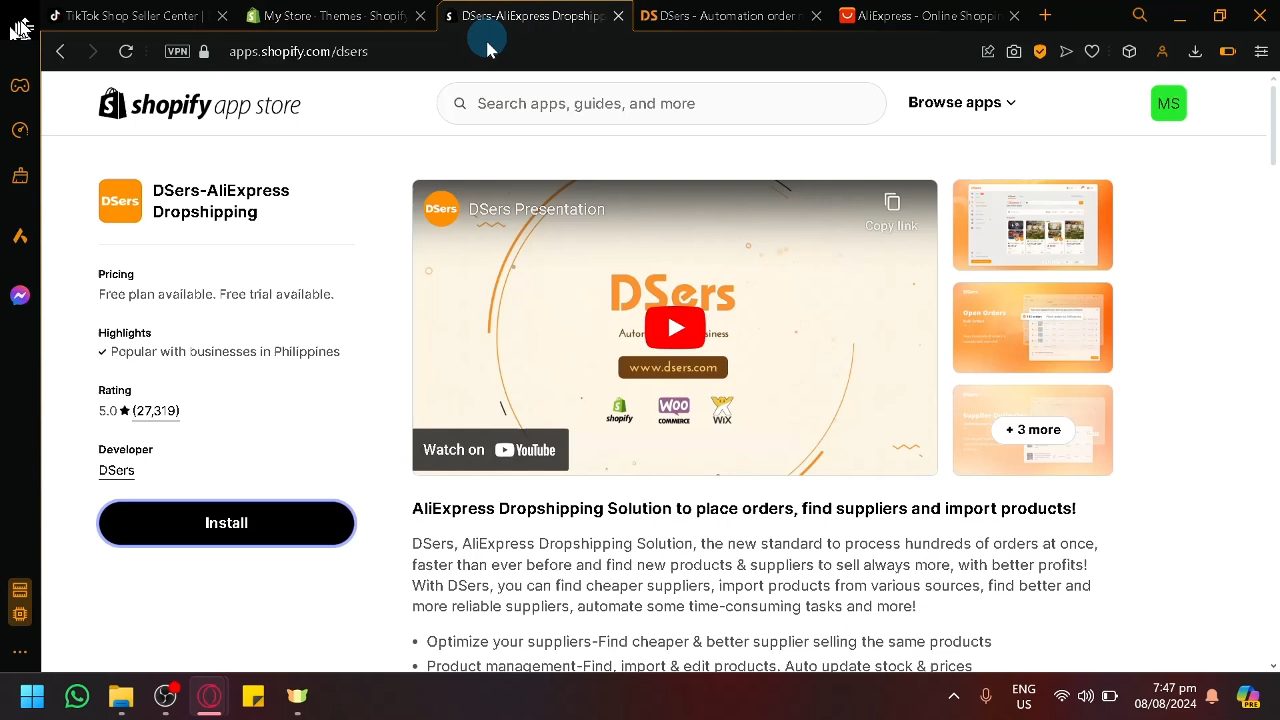 TikTok Seller Center
My Store - Themes · Shopify
DSers-AliExpress Dropship
DS DSers - Automation order
AliExpress - Online Shoppin
VPN
apps.shopify.com/dsers
shopify app store
Search apps, guides, and more
Browse apps
MS
DSers
DSers-AliExpress
Dropshipping
Pricing
Free plan available. Free trial available.
Highlights
Popular with businesses in Philippines
Rating
5.0 ★ (27,319)
Developer
DSers
Install
DSers
DSers Presentation
Copy link
DSers
www.dsers.com
shopify
WOO
COMMERCE
WiX
Watch on YouTube
Open Orders
+ 3 more
AliExpress Dropshipping Solution to place orders, find suppliers and import products!
DSers, AliExpress Dropshipping Solution, the new standard to process hundreds of orders at once,
faster than ever before and find new products & suppliers to sell always more, with better profits!
With DSers, you can find cheaper suppliers, import products from various sources, find better and
more reliable suppliers, automate some time-consuming tasks and more!
• Optimize your suppliers-Find cheaper & better supplier selling the same products
• Product management-Find, import & edit products. Auto update stock & prices
ENG
US
7:47 pm
08/08/2024
PRE